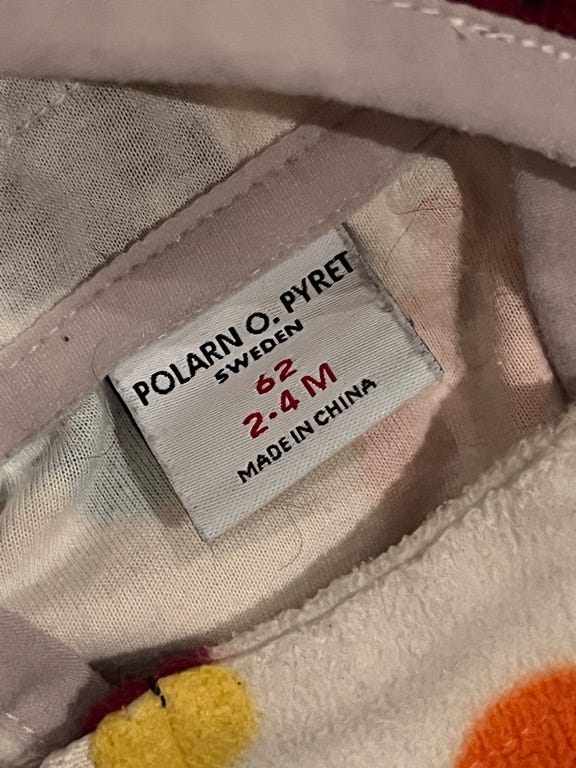 POLARN O. PYRET
SWEDEN
62
2-4 M
MADE IN CHINA